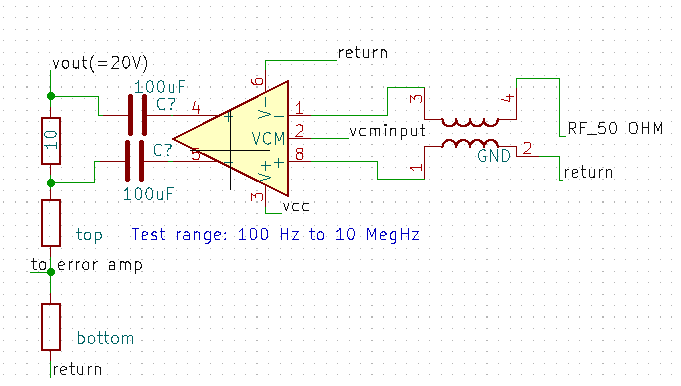 return
vout(=20V)
6
100uF
C?
4
V-
+
-
1
3
4
10
VCM
2
vcminput
RF_50 OHM
C?
5
-
V+
+
8
GND
2
1
return
100uF
3
vcc
top
Test range: 100 Hz to 10 MegHz
to error amp
bottom
return